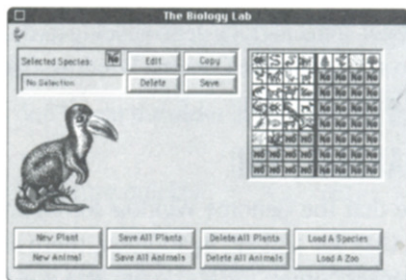 The Biology Lab
Selected Species: No Edit Copy
No Selection Delete Save
New Plant Save All Plants Delete All Plants Load A Species
New Animal Save All Animals Delete All Animals Load A Zoo